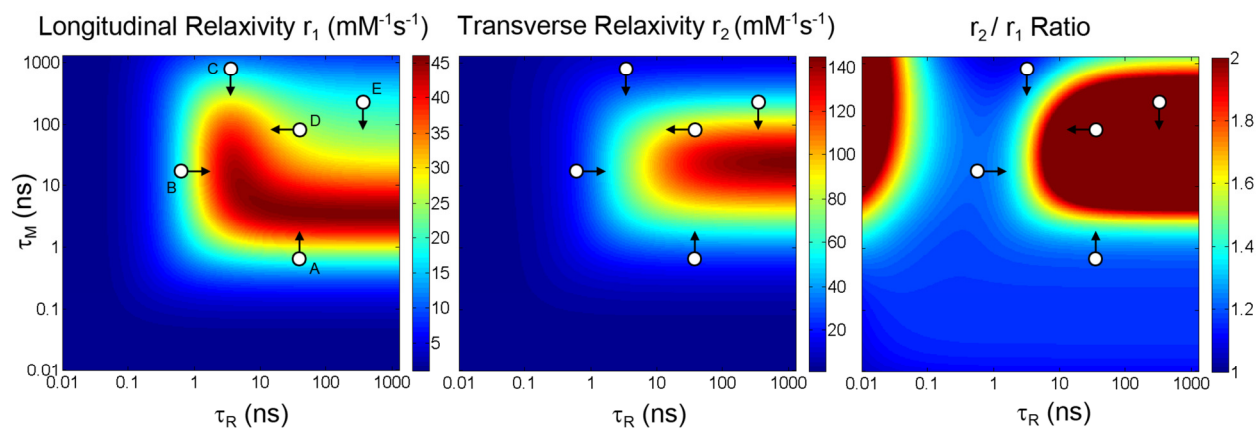 Longitudinal Relaxivity r₁ (mM⁻¹s⁻¹)
Transverse Relaxivity r₂ (mM⁻¹s⁻¹)
r₂ / r₁ Ratio
τM (ns)
1000
100
10
1
0.1
0.01
C
E
D
B
A
0.01 0.1 1 10 100 1000
τR (ns)
45
40
35
30
25
20
15
10
5
0.01 0.1 1 10 100 1000
τR (ns)
140
120
100
80
60
40
20
0.01 0.1 1 10 100 1000
τR (ns)
2
1.8
1.6
1.4
1.2
1